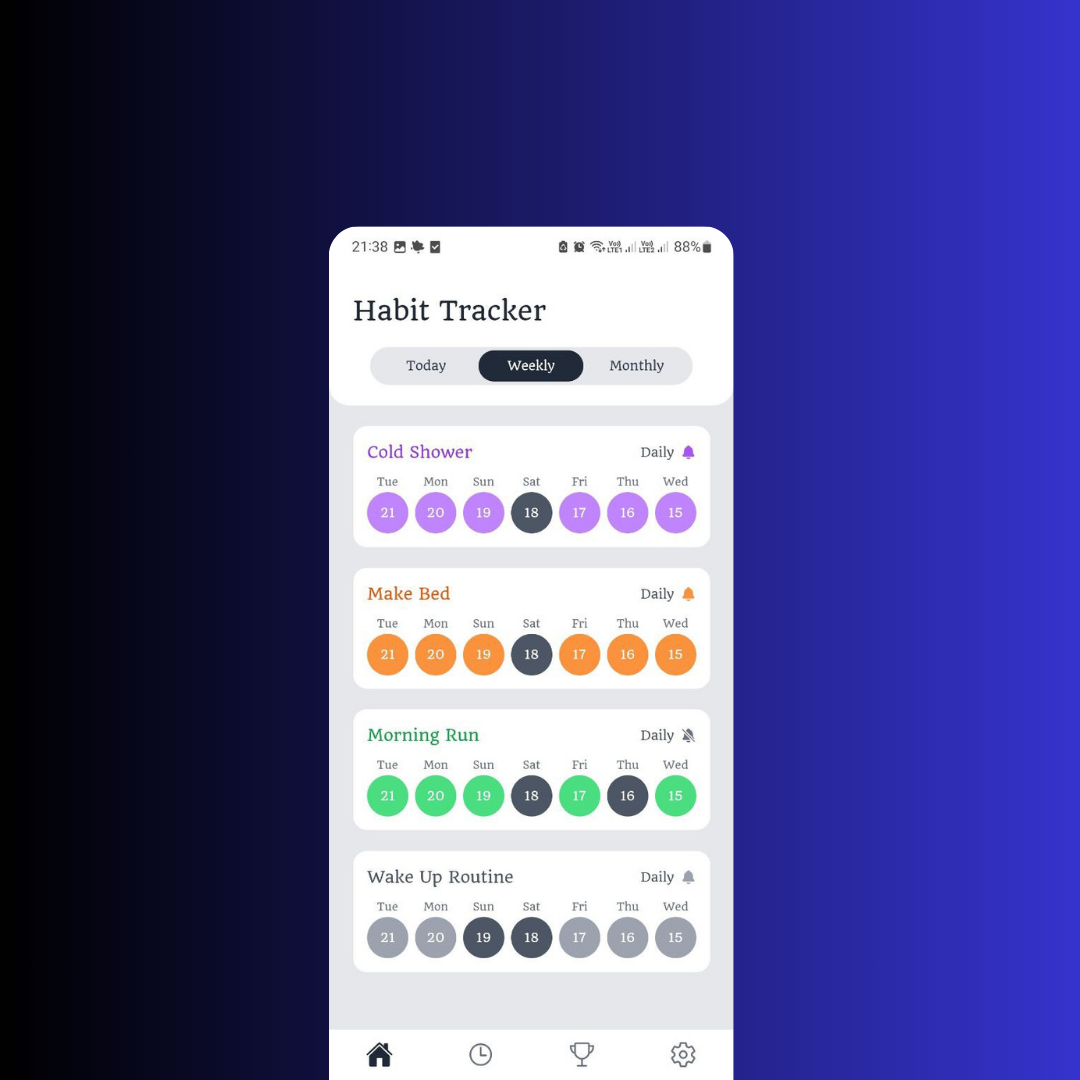 21:38 Vo) LTE1 Vo) LTE2 88%
Habit Tracker
Today Weekly Monthly
Cold Shower Daily
Tue Mon Sun Sat Fri Thu Wed
21 20 19 18 17 16 15
Make Bed Daily
Tue Mon Sun Sat Fri Thu Wed
21 20 19 18 17 16 15
Morning Run Daily
Tue Mon Sun Sat Fri Thu Wed
21 20 19 18 17 16 15
Wake Up Routine Daily
Tue Mon Sun Sat Fri Thu Wed
21 20 19 18 17 16 15